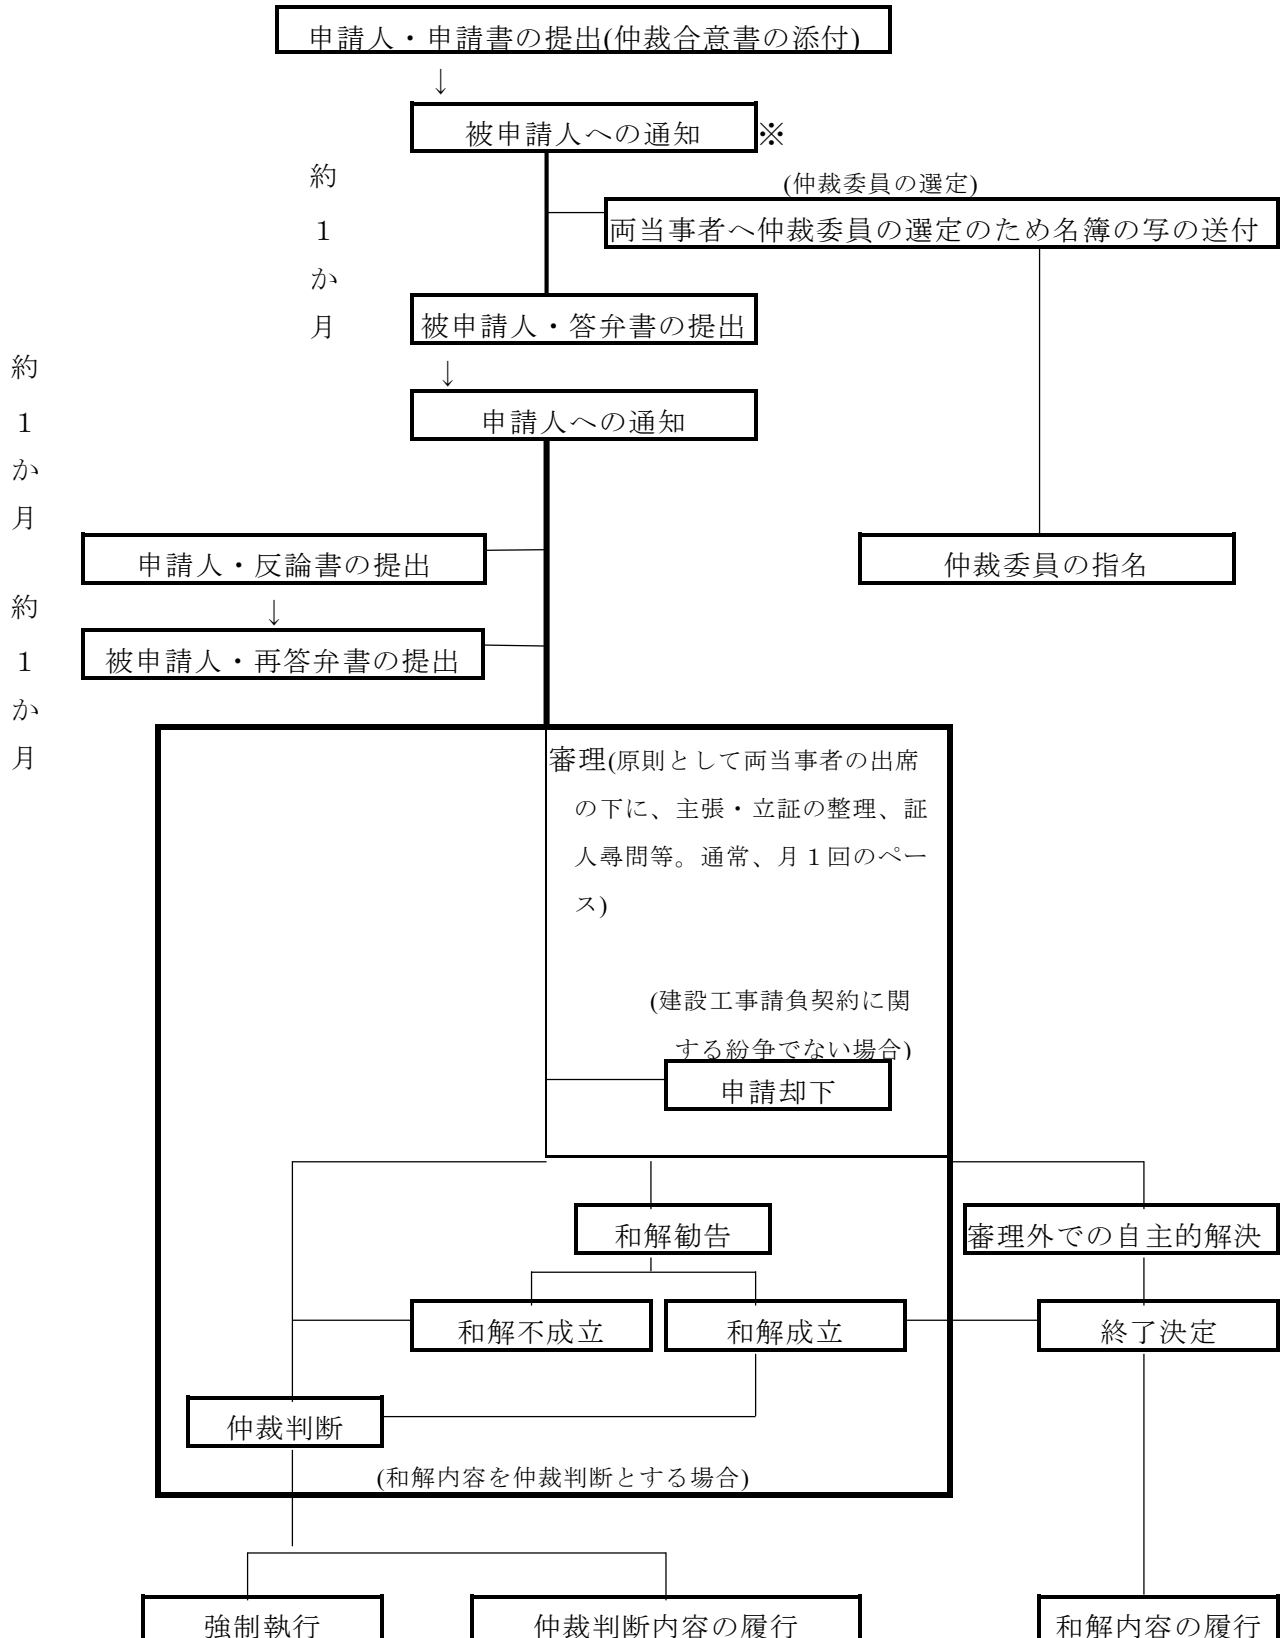 申請人・申請書の提出(仲裁合意書の添付)
↓
被申請人への通知
※
約
1
か
月
(仲裁委員の選定)
両当事者へ仲裁委員の選定のため名簿の写の送付
被申請人・答弁書の提出
↓
申請人への通知
約
1
か
月
申請人・反論書の提出
仲裁委員の指名
↓
約
1
か
月
被申請人・再答弁書の提出
審理(原則として両当事者の出席
の下に、主張・立証の整理、証
人尋問等。通常、月1回のペー
ス)
(建設工事請負契約に関
する紛争でない場合)
申請却下
和解勧告
審理外での自主的解決
和解不成立
和解成立
終了決定
仲裁判断
(和解内容を仲裁判断とする場合)
強制執行
仲裁判断内容の履行
和解内容の履行